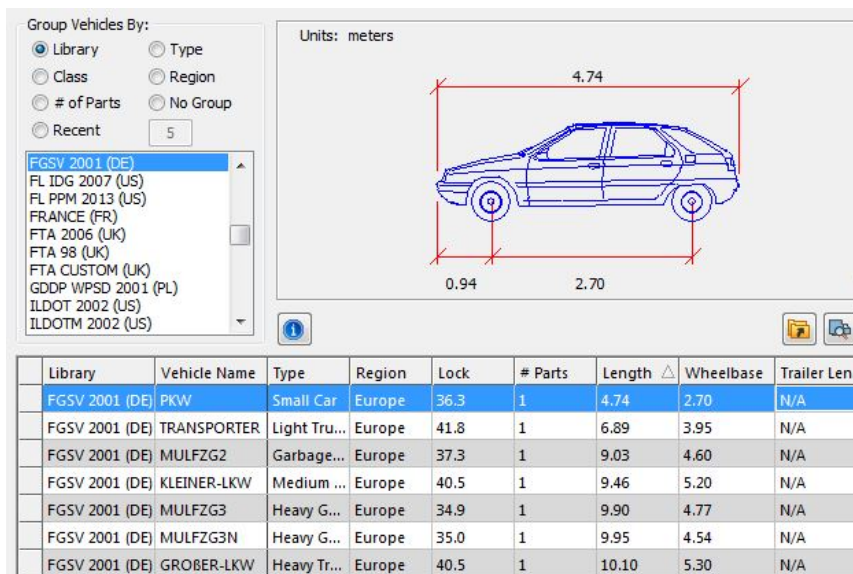 Group Vehicles By:
Library Type
Class Region
# of Parts No Group
Recent 5
FGSV 2001 (DE)
FL IDG 2007 (US)
FL PPM 2013 (US)
FRANCE (FR)
FTA 2006 (UK)
FTA 98 (UK)
FTA CUSTOM (UK)
GDDP WPSD 2001 (PL)
ILDOT 2002 (US)
ILDOTM 2002 (US)
Units: meters
4.74
0.94 2.70
Library Vehicle Name Type Region Lock # Parts Length Wheelbase Trailer Len
FGSV 2001 (DE) PKW Small Car Europe 36.3 1 4.74 2.70 N/A
FGSV 2001 (DE) TRANSPORTER Light Tru... Europe 41.8 1 6.89 3.95 N/A
FGSV 2001 (DE) MULFZG2 Garbage... Europe 37.3 1 9.03 4.60 N/A
FGSV 2001 (DE) KLEINER-LKW Medium ... Europe 40.5 1 9.46 5.20 N/A
FGSV 2001 (DE) MULFZG3 Heavy G... Europe 34.9 1 9.90 4.77 N/A
FGSV 2001 (DE) MULFZG3N Heavy G... Europe 35.0 1 9.95 4.54 N/A
FGSV 2001 (DE) GROßER-LKW Heavy Tr... Europe 40.5 1 10.10 5.30 N/A